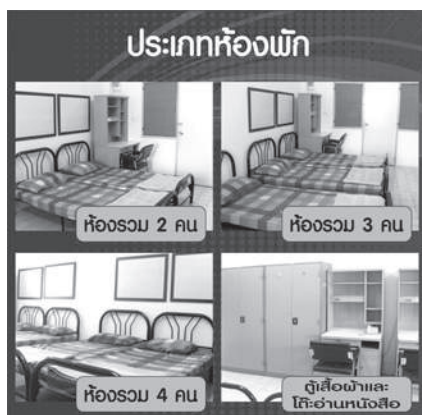 ประเภทห้องพัก
ห้องรวม 2 คน
ห้องรวม 3 คน
ห้องรวม 4 คน
ตู้เสื้อผ้าและ
โต๊ะอ่านหนังสือ